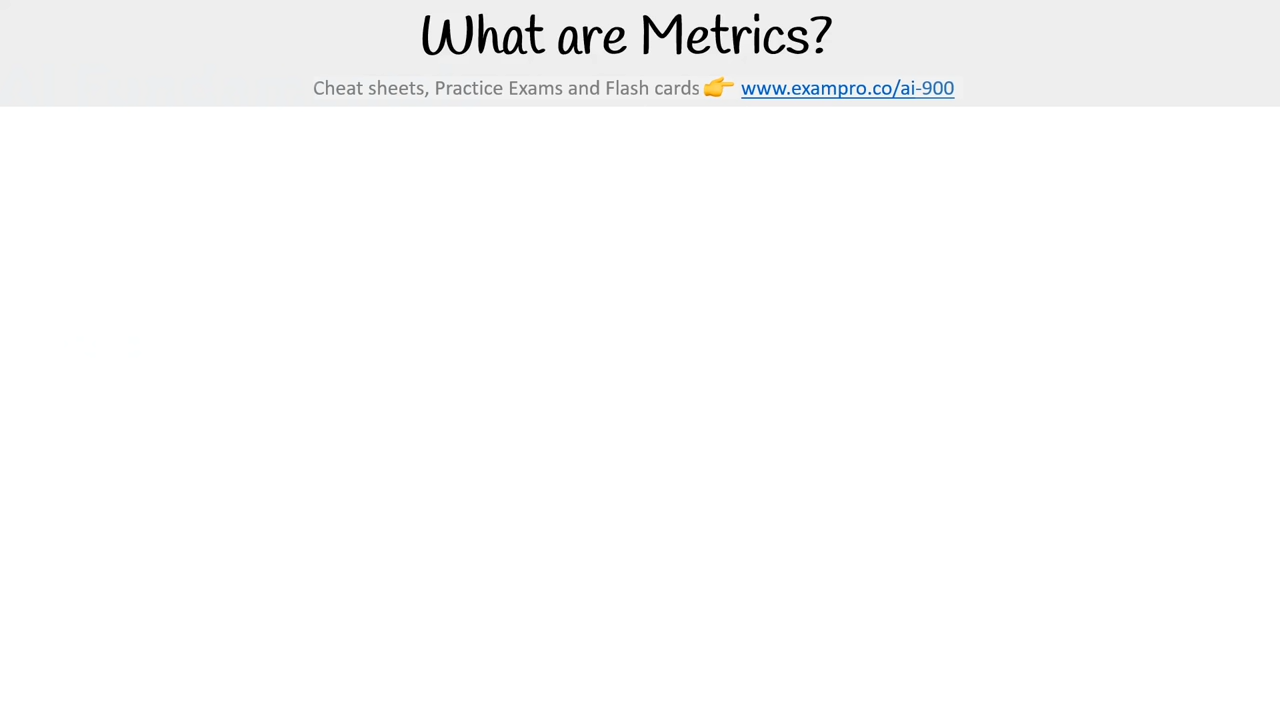 What are Metrics?
Cheat sheets, Practice Exams and Flash cards 👉 www.exampro.co/ai-900